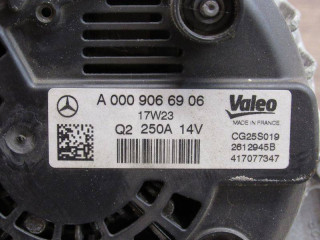 A 000 906 69 06
17W23
Q2 250A 14V
Valeo
MADE IN FRANCE
CG25S019
2612945B
417077347